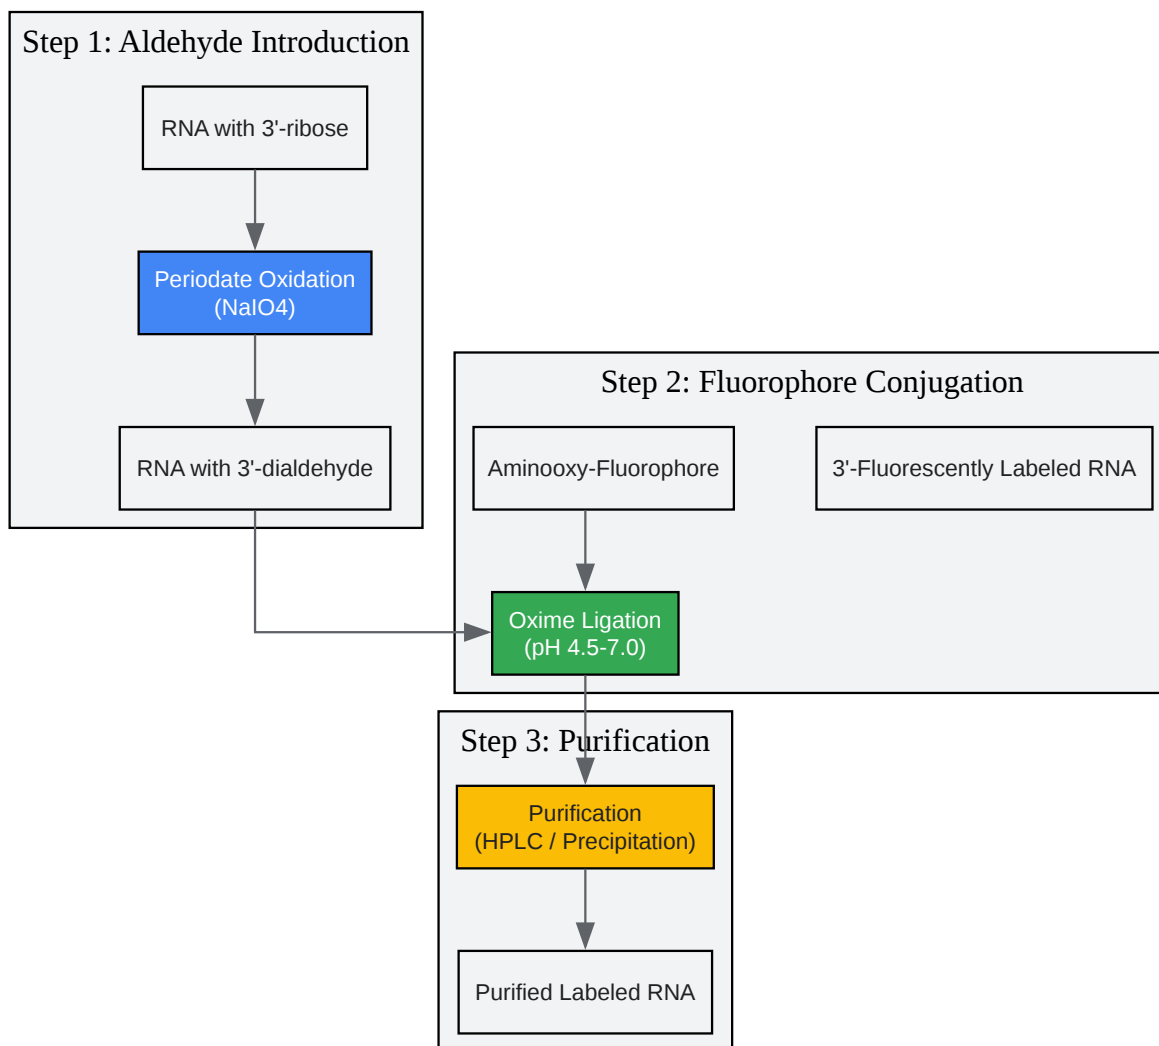 Step 1: Aldehyde Introduction
RNA with 3'-ribose
Periodate Oxidation
(NaIO4)
RNA with 3'-dialdehyde
Step 2: Fluorophore Conjugation
Aminooxy-Fluorophore
3'-Fluorescently Labeled RNA
Oxime Ligation
(pH 4.5-7.0)
Step 3: Purification
Purification
(HPLC / Precipitation)
Purified Labeled RNA